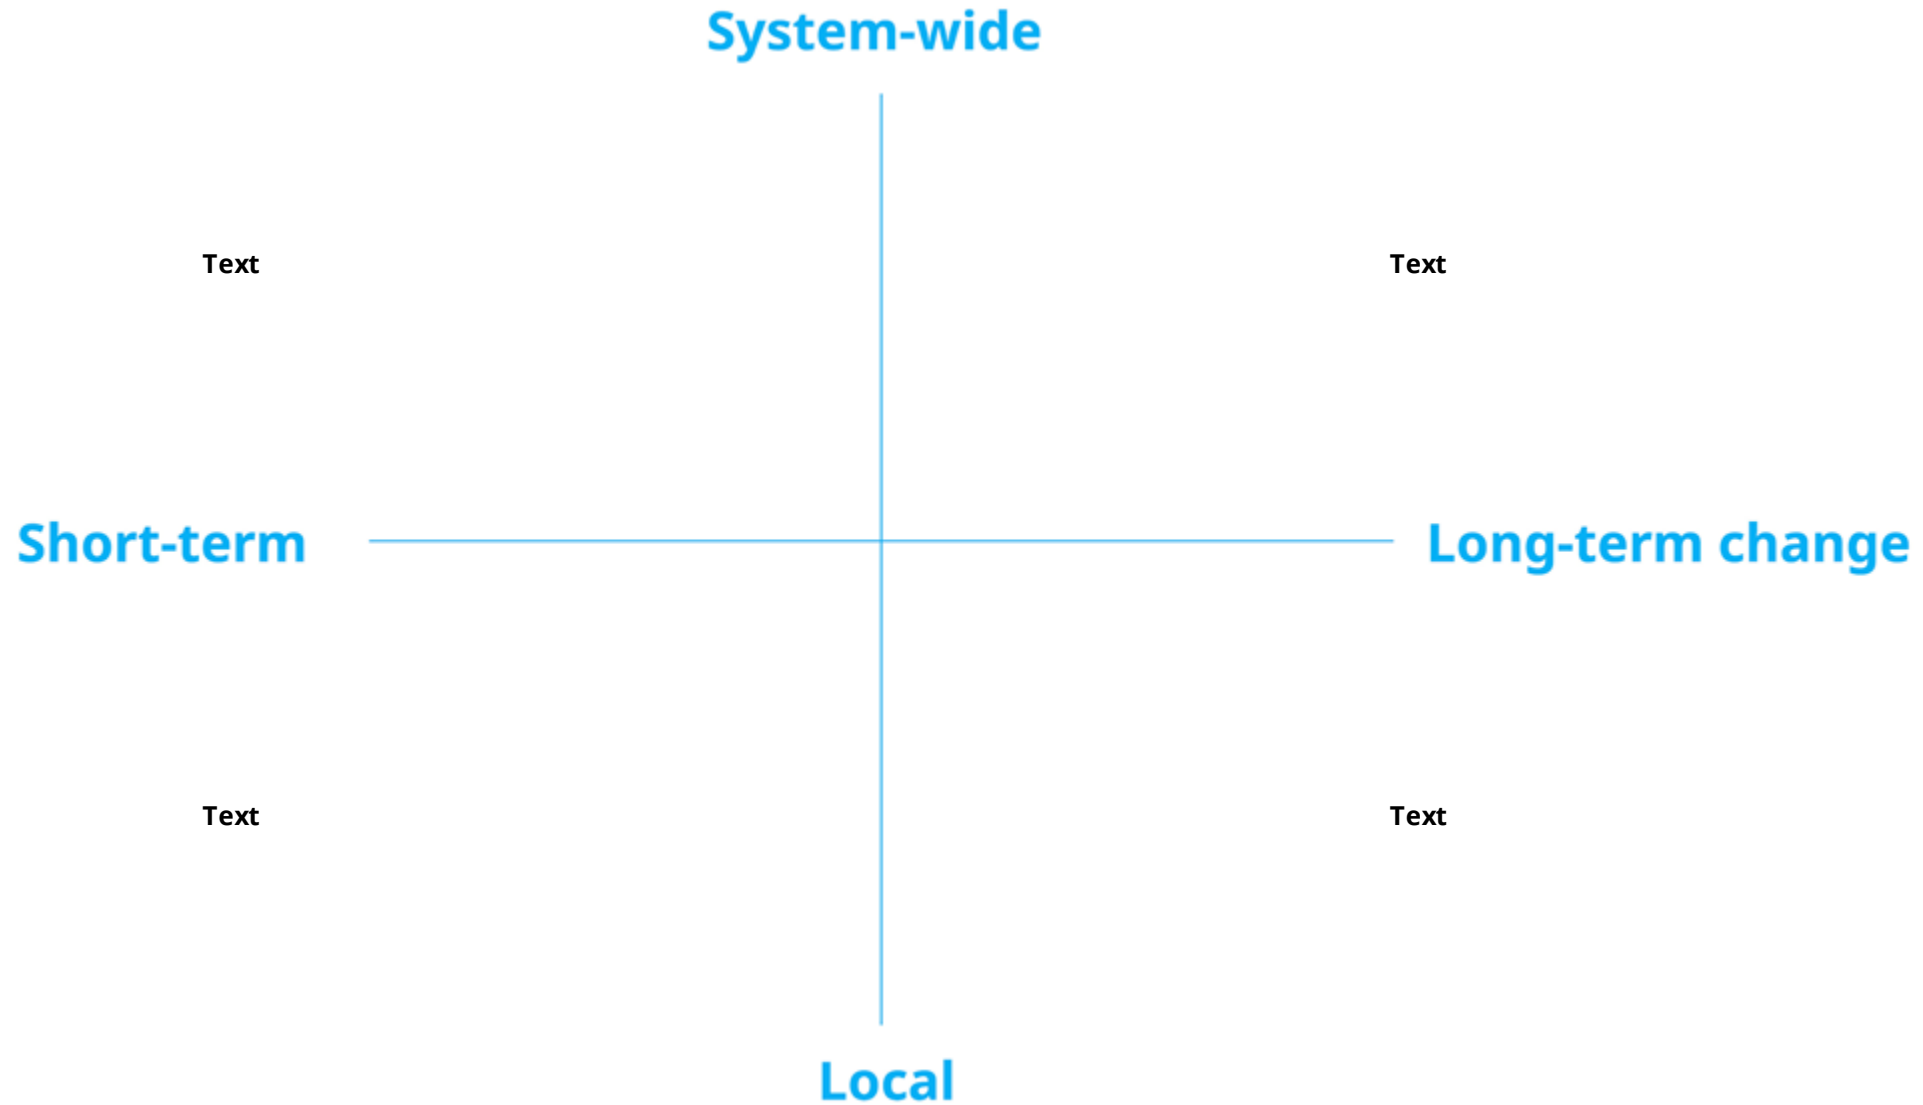 System-wide
Text
Text
Short-term
Long-term change
Text
Text
Local